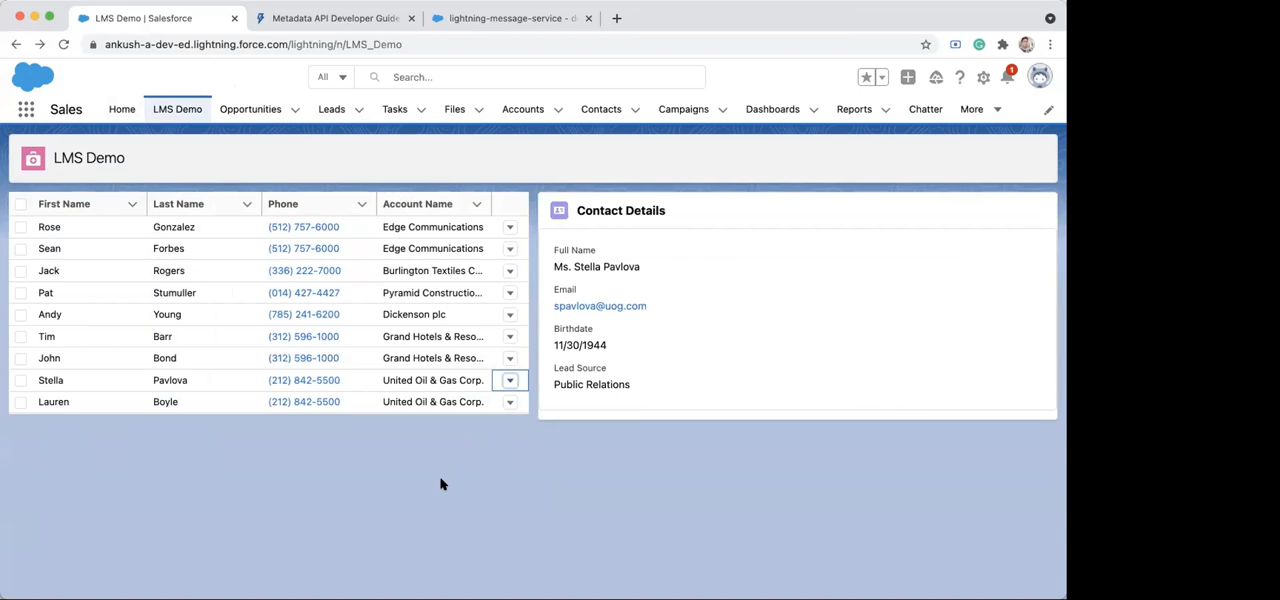 LMS Demo | Salesforce
Metadata API Developer Guide
lightning-message-service - d
ankush-a-dev-ed.lightning.force.com/lightning/n/LMS_Demo
All
Search...
1
Sales
Home
LMS Demo
Opportunities
Leads
Tasks
Files
Accounts
Contacts
Campaigns
Dashboards
Reports
Chatter
More
LMS Demo
First Name Last Name Phone Account Name
Rose Gonzalez (512) 757-6000 Edge Communications
Sean Forbes (512) 757-6000 Edge Communications
Jack Rogers (336) 222-7000 Burlington Textiles C...
Pat Stumuller (014) 427-4427 Pyramid Constructio...
Andy Young (785) 241-6200 Dickenson plc
Tim Barr (312) 596-1000 Grand Hotels & Reso...
John Bond (312) 596-1000 Grand Hotels & Reso...
Stella Pavlova (212) 842-5500 United Oil & Gas Corp.
Lauren Boyle (212) 842-5500 United Oil & Gas Corp.
Contact Details
Full Name
Ms. Stella Pavlova
Email
spavlova@uog.com
Birthdate
11/30/1944
Lead Source
Public Relations